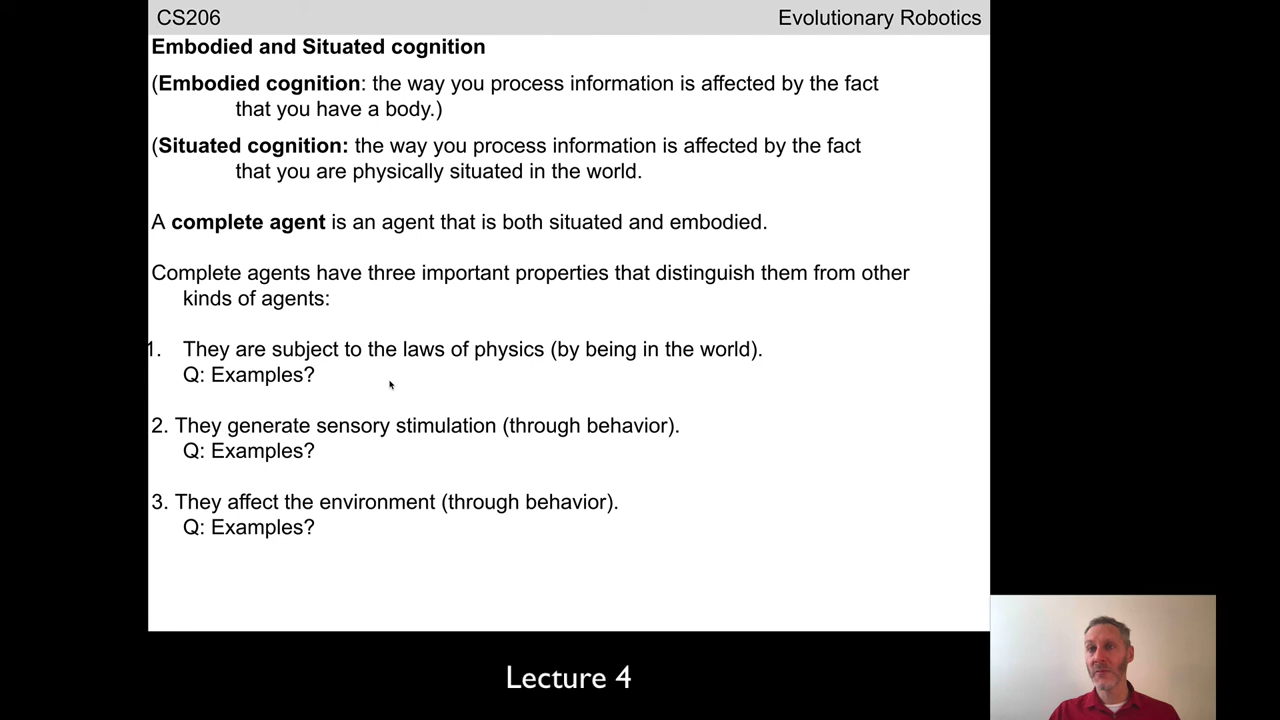 CS206
Evolutionary Robotics
Embodied and Situated cognition
(Embodied cognition: the way you process information is affected by the fact
that you have a body.)
(Situated cognition: the way you process information is affected by the fact
that you are physically situated in the world.
A complete agent is an agent that is both situated and embodied.
Complete agents have three important properties that distinguish them from other
kinds of agents:
1. They are subject to the laws of physics (by being in the world).
Q: Examples?
2. They generate sensory stimulation (through behavior).
Q: Examples?
3. They affect the environment (through behavior).
Q: Examples?
Lecture 4